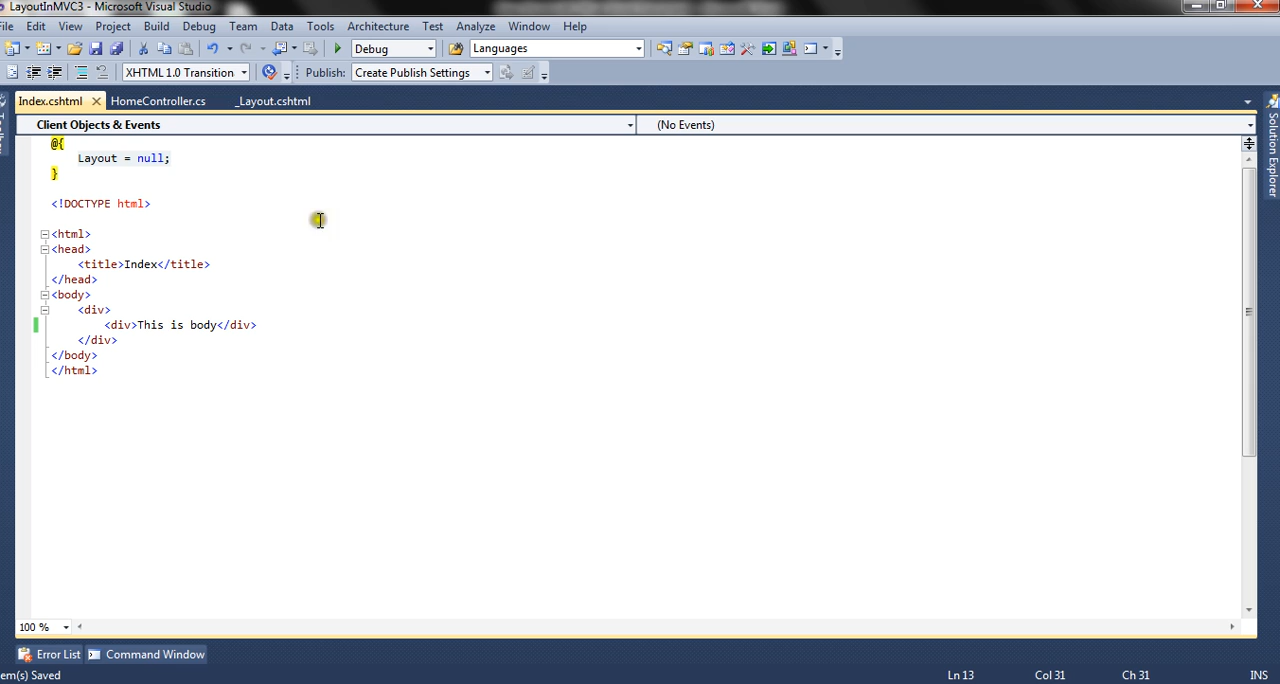 LayoutInMVC3 - Microsoft Visual Studio
File Edit View Project Build Debug Team Data Tools Architecture Test Analyze Window Help
Debug Languages
XHTML 1.0 Transition Publish: Create Publish Settings
Index.cshtml HomeController.cs _Layout.cshtml
Client Objects & Events (No Events)
@{
Layout = null;
}
<!DOCTYPE html>
<html>
<head>
<title>Index</title>
</head>
<body>
<div>
<div>This is body</div>
</div>
</body>
</html>
Solution Explorer
100 %
Error List Command Window
em(s) Saved Ln 13 Col 31 Ch 31 INS